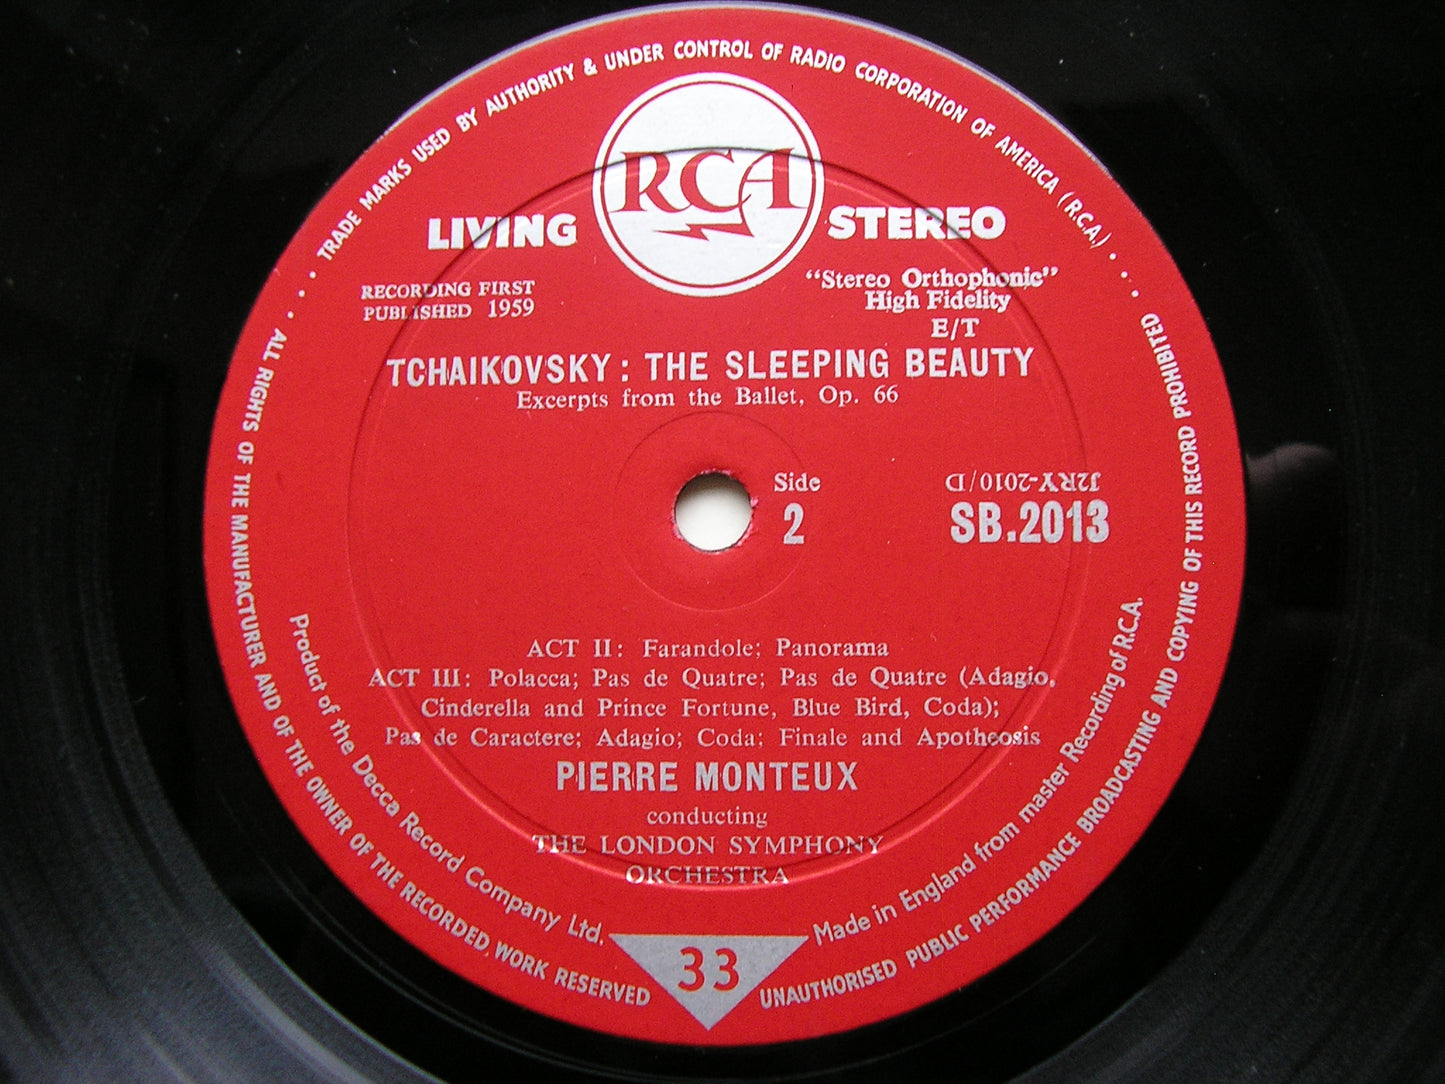 TRADE MARKS USED BY AUTHORITY & UNDER CONTROL OF RADIO CORPORATION OF AMERICA (R.C.A.)
RCA
LIVING STEREO
RECORDING FIRST
PUBLISHED 1959
"Stereo Orthophonic"
High Fidelity
E/T
TCHAIKOVSKY: THE SLEEPING BEAUTY
Excerpts from the Ballet, Op. 66
Side
2
J2RY-2010/D
SB.2013
ACT II: Farandole; Panorama
ACT III: Polacca; Pas de Quatre; Pas de Quatre (Adagio,
Cinderella and Prince Fortune, Blue Bird, Coda);
Pas de Caractere; Adagio; Coda; Finale and Apotheosis
PIERRE MONTEUX
conducting
THE LONDON SYMPHONY
ORCHESTRA
Product of the Decca Record Company Ltd.
Made in England from master Recording of R.C.A.
33
ALL RIGHTS OF THE MANUFACTURER AND OF THE OWNER OF THE RECORDED WORK RESERVED
UNAUTHORISED PUBLIC PERFORMANCE BROADCASTING AND COPYING OF THIS RECORD PROHIBITED